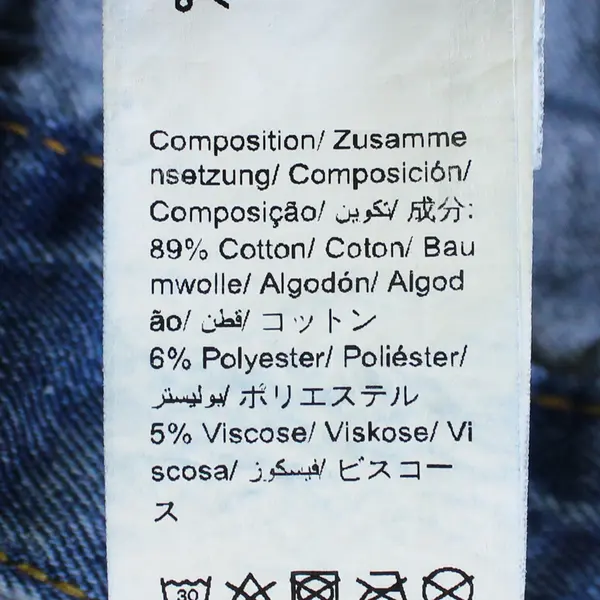 Composition/ Zusamme
nsetzung/ Composición/
Composição/ تكوين/ 成分:
89% Cotton/ Coton/ Bau
mwolle/ Algodón/ Algod
ão/ قطن/ コットン
6% Polyester/ Poliéster/
بوليستر/ ポリエステル
5% Viscose/ Viskose/ Vi
scosa/ فيسكوز/ ビスコー
ス
30